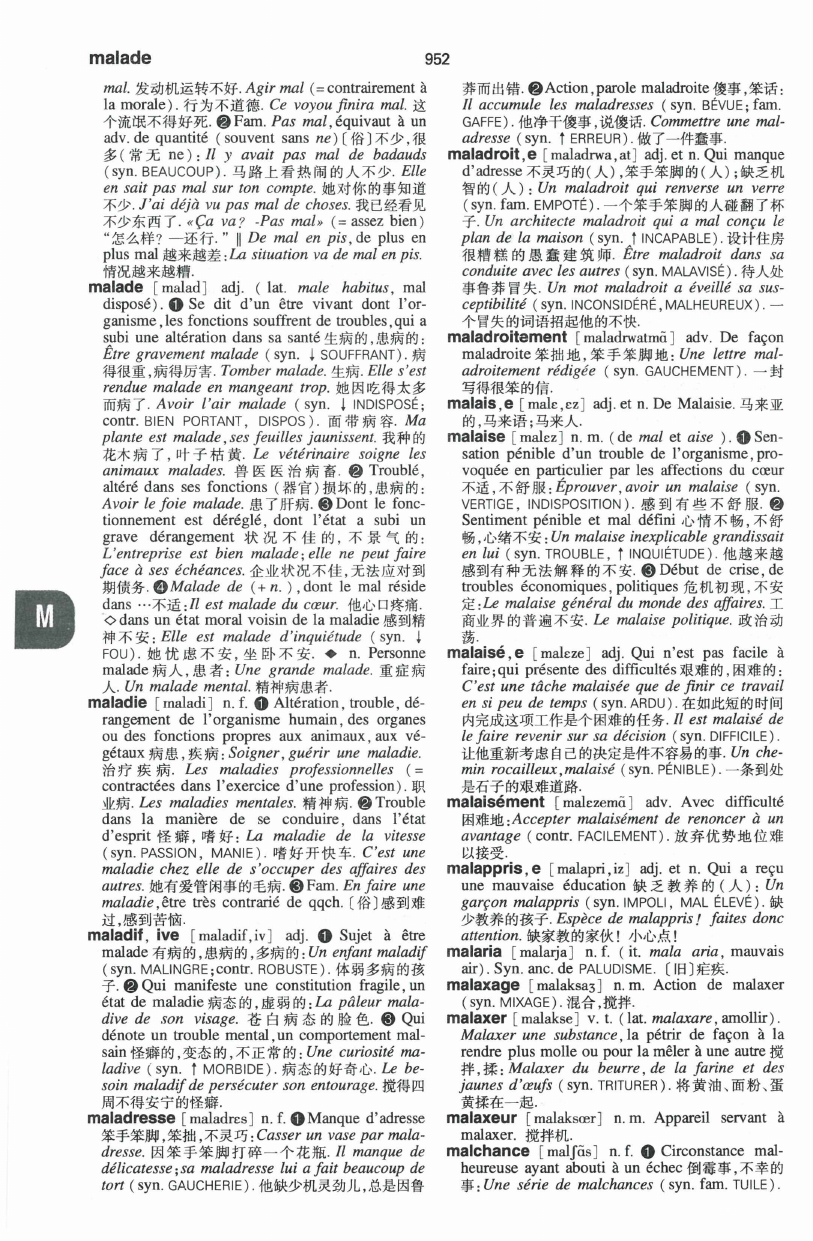 malade
952
mal. 发动机运转不好. Agir mal (= contrairement à
la morale). 行为不道德. Ce voyou finira mal. 这
个流氓不得好死. ❷ Fam. Pas mal, équivaut à un
adv. de quantité ( souvent sans ne) [俗]不少,很
多(常无 ne): Il y avait pas mal de badauds
(syn. BEAUCOUP). 马路上看热闹的人不少. Elle
en sait pas mal sur ton compte. 她对你的事知道
不少. J'ai déjà vu pas mal de choses. 我已经看见
不少东西了. «Ça va? -Pas mal» (= assez bien)
“怎么样? —还行.” ‖ De mal en pis, de plus en
plus mal 越来越差: La situation va de mal en pis.
情况越来越糟.
malade [malad] adj. ( lat. male habitus, mal
disposé). ❶ Se dit d'un être vivant dont l'or-
ganisme, les fonctions souffrent de troubles, qui a
subi une altération dans sa santé 生病的,患病的:
Être gravement malade ( syn. ↓ SOUFFRANT). 病
得很重,病得厉害. Tomber malade. 生病. Elle s'est
rendue malade en mangeant trop. 她因吃得太多
而病了. Avoir l'air malade ( syn. ↓ INDISPOSÉ;
contr. BIEN PORTANT, DISPOS). 面带病容. Ma
plante est malade, ses feuilles jaunissent. 我种的
花木病了,叶子枯黄. Le vétérinaire soigne les
animaux malades. 兽医医治病畜. ❷ Troublé,
altéré dans ses fonctions (器官)损坏的,患病的:
Avoir le foie malade. 患了肝病. ❸ Dont le fonc-
tionnement est déréglé, dont l'état a subi un
grave dérangement 状况不佳的, 不景气的:
L'entreprise est bien malade; elle ne peut faire
face à ses échéances. 企业状况不佳,无法应对到
期债务. ❹ Malade de (+ n.), dont le mal réside
dans …不适: Il est malade du cœur. 他心口疼痛.
◇ dans un état moral voisin de la maladie 感到精
神不安: Elle est malade d'inquiétude ( syn. ↓
FOU). 她忧虑不安, 坐卧不安. ◆ n. Personne
malade 病人,患者: Une grande malade. 重症病
人. Un malade mental. 精神病患者.
maladie [maladi] n. f. ❶ Altération, trouble, dé-
rangement de l'organisme humain, des organes
ou des fonctions propres aux animaux, aux vé-
gétaux 病患,疾病: Soigner, guérir une maladie.
治疗疾病. Les maladies professionnelles ( =
contractées dans l'exercice d'une profession). 职
业病. Les maladies mentales. 精神病. ❷ Trouble
dans la manière de se conduire, dans l'état
d'esprit 怪癖, 嗜好: La maladie de la vitesse
(syn. PASSION, MANIE). 嗜好开快车. C'est une
maladie chez elle de s'occuper des affaires des
autres. 她有爱管闲事的毛病. ❸ Fam. En faire une
maladie, être très contrarié de qqch. [俗]感到难
过,感到苦恼.
maladif, ive [maladif, iv] adj. ❶ Sujet à être
malade 有病的,患病的,多病的: Un enfant maladif
(syn. MALINGRE; contr. ROBUSTE). 体弱多病的孩
子. ❷ Qui manifeste une constitution fragile, un
état de maladie 病态的,虚弱的: La pâleur mala-
dive de son visage. 苍白病态的脸色. ❸ Qui
dénote un trouble mental, un comportement mal-
sain 怪癖的,变态的,不正常的: Une curiosité ma-
ladive (syn. ↑ MORBIDE). 病态的好奇心. Le be-
soin maladif de persécuter son entourage. 搅得四
周不得安宁的怪癖.
maladresse [maladrɛs] n. f. ❶ Manque d'adresse
笨手笨脚,笨拙,不灵巧: Casser un vase par mala-
dresse. 因笨手笨脚打碎一个花瓶. Il manque de
délicatesse; sa maladresse lui a fait beaucoup de
tort (syn. GAUCHERIE). 他缺少机灵劲儿,总是因鲁
M
莽而出错. ❷ Action, parole maladroite 傻事,笨话:
Il accumule les maladresses ( syn. BÉVUE; fam.
GAFFE). 他净干傻事,说傻话. Commettre une mal-
adresse (syn. ↑ ERREUR). 做了一件蠢事.
maladroit, e [maladrwa, at] adj. et n. Qui manque
d'adresse 不灵巧的(人),笨手笨脚的(人);缺乏机
智的(人): Un maladroit qui renverse un verre
(syn. fam. EMPOTÉ). 一个笨手笨脚的人碰翻了杯
子. Un architecte maladroit qui a mal conçu le
plan de la maison (syn. ↑ INCAPABLE). 设计住房
很糟糕的愚蠢建筑师. Être maladroit dans sa
conduite avec les autres (syn. MALAVISÉ). 待人处
事鲁莽冒失. Un mot maladroit a éveillé sa sus-
ceptibilité (syn. INCONSIDÉRÉ, MALHEUREUX). 一
个冒失的词语招起他的不快.
maladroitement [maladrwatmɑ̃] adv. De façon
maladroite 笨拙地,笨手笨脚地: Une lettre mal-
adroitement rédigée ( syn. GAUCHEMENT). 一封
写得很笨的信.
malais, e [malɛ, ɛz] adj. et n. De Malaisie. 马来亚
的,马来语;马来人.
malaise [malɛz] n. m. (de mal et aise ). ❶ Sen-
sation pénible d'un trouble de l'organisme, pro-
voquée en particulier par les affections du cœur
不适,不舒服: Éprouver, avoir un malaise ( syn.
VERTIGE, INDISPOSITION). 感到有些不舒服. ❷
Sentiment pénible et mal défini 心情不畅,不舒
畅,心绪不安: Un malaise inexplicable grandissait
en lui (syn. TROUBLE, ↑ INQUIÉTUDE). 他越来越
感到有种无法解释的不安. ❸ Début de crise, de
troubles économiques, politiques 危机初现,不安
定: Le malaise général du monde des affaires. 工
商业界的普遍不安. Le malaise politique. 政治动
荡.
malaisé, e [malɛze] adj. Qui n'est pas facile à
faire; qui présente des difficultés 艰难的,困难的:
C'est une tâche malaisée que de finir ce travail
en si peu de temps (syn. ARDU). 在如此短的时间
内完成这项工作是个困难的任务. Il est malaisé de
le faire revenir sur sa décision (syn. DIFFICILE).
让他重新考虑自己的决定是件不容易的事. Un che-
min rocailleux, malaisé (syn. PÉNIBLE). 一条到处
是石子的艰难道路.
malaisément [malɛzemɑ̃] adv. Avec difficulté
困难地: Accepter malaisément de renoncer à un
avantage (contr. FACILEMENT). 放弃优势地位难
以接受.
malappris, e [malapri, iz] adj. et n. Qui a reçu
une mauvaise éducation 缺乏教养的(人): Un
garçon malappris (syn. IMPOLI, MAL ÉLEVÉ). 缺
少教养的孩子. Espèce de malappris! faites donc
attention. 缺家教的家伙! 小心点!
malaria [malarja] n. f. ( it. mala aria, mauvais
air). Syn. anc. de PALUDISME. [旧]疟疾.
malaxage [malaksaʒ] n. m. Action de malaxer
(syn. MIXAGE). 混合,搅拌.
malaxer [malakse] v. t. (lat. malaxare, amollir).
Malaxer une substance, la pétrir de façon à la
rendre plus molle ou pour la mêler à une autre 搅
拌,揉: Malaxer du beurre, de la farine et des
jaunes d'œufs (syn. TRITURER). 将黄油、面粉、蛋
黄揉在一起.
malaxeur [malaksœr] n. m. Appareil servant à
malaxer. 搅拌机.
malchance [malʃɑ̃s] n. f. ❶ Circonstance mal-
heureuse ayant abouti à un échec 倒霉事,不幸的
事: Une série de malchances (syn. fam. TUILE).